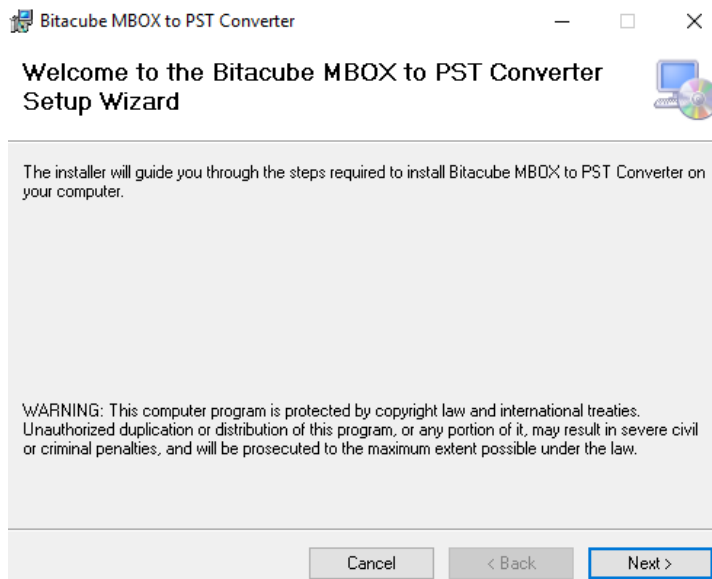 Bitacube MBOX to PST Converter
Welcome to the Bitacube MBOX to PST Converter
Setup Wizard
The installer will guide you through the steps required to install Bitacube MBOX to PST Converter on
your computer.
WARNING: This computer program is protected by copyright law and international treaties.
Unauthorized duplication or distribution of this program, or any portion of it, may result in severe civil
or criminal penalties, and will be prosecuted to the maximum extent possible under the law.
Cancel < Back Next >